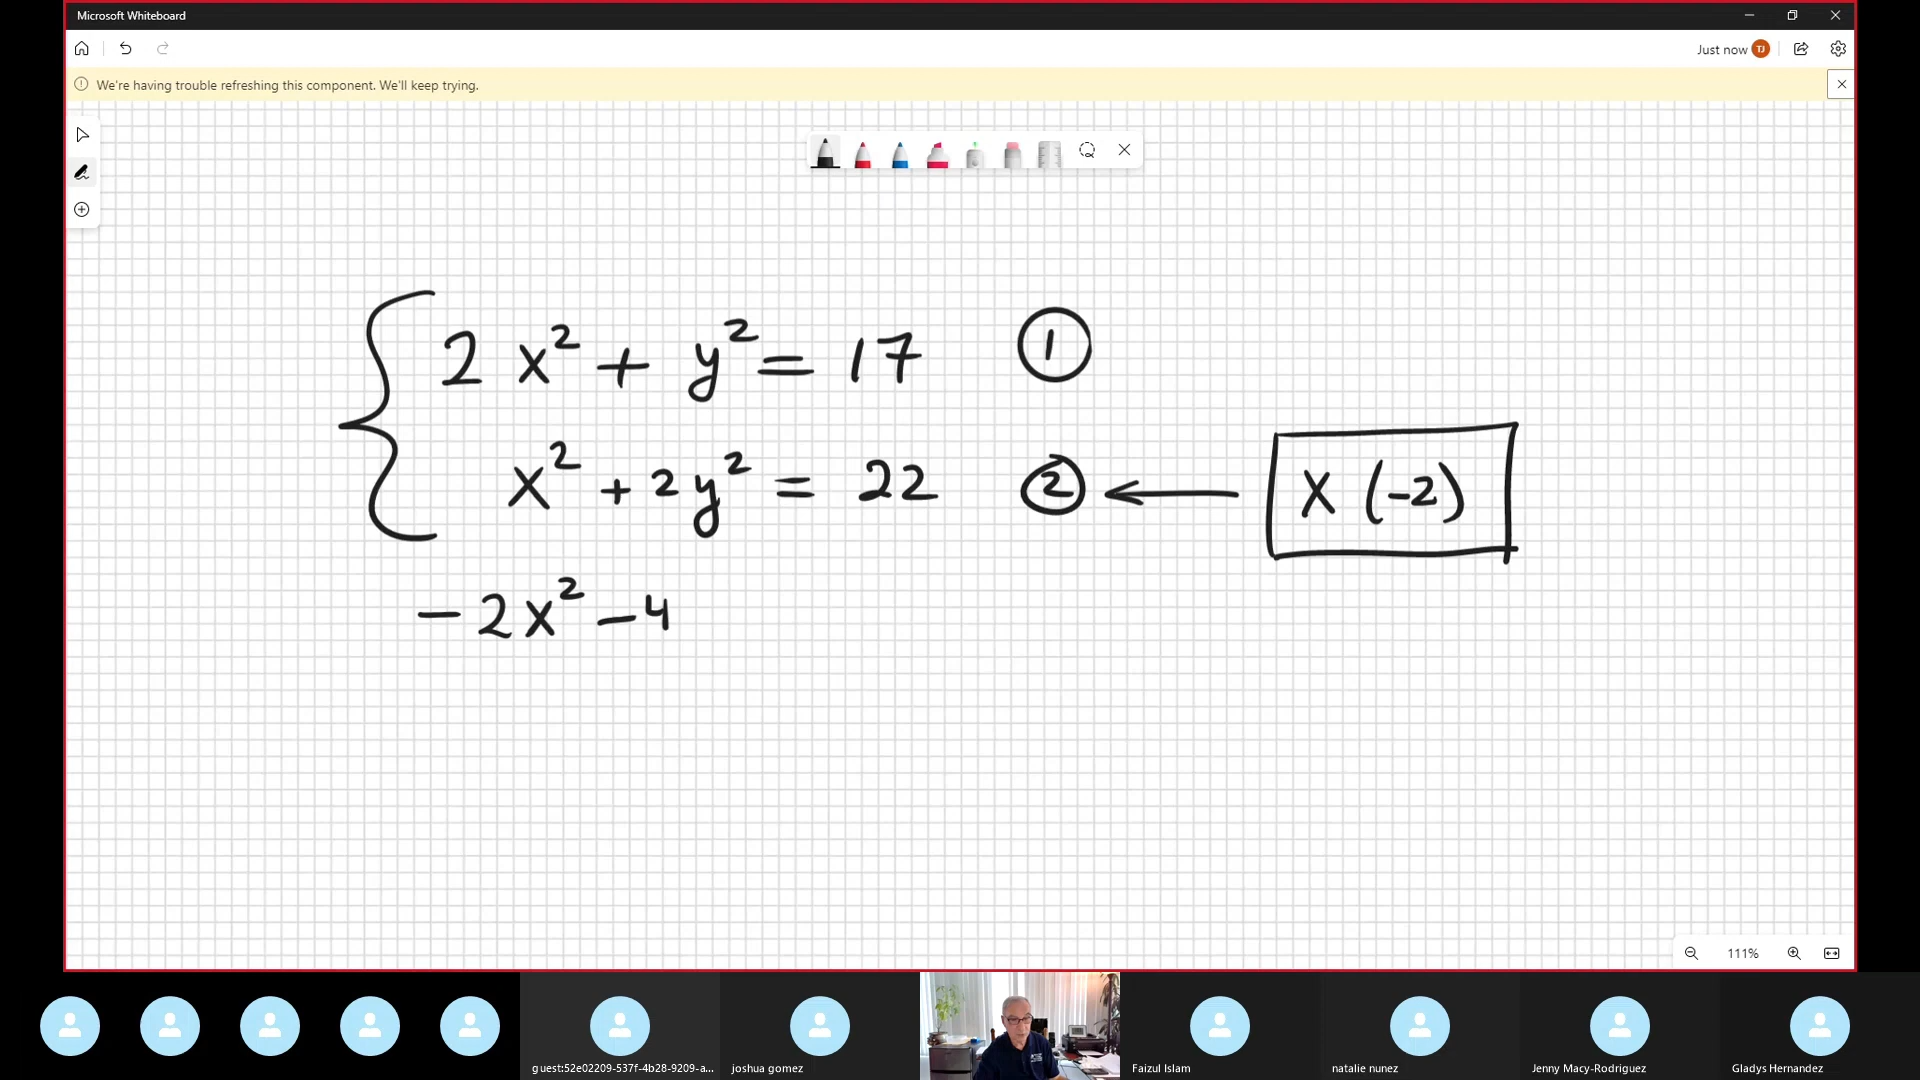 Microsoft Whiteboard
Just now TJ
We're having trouble refreshing this component. We'll keep trying.
2x² + y² = 17 ①
x² + 2y² = 22 ② ← X (-2)
-2x² - 4
111%
guest:52e02209-537f-4b28-9209-a...
joshua gomez
Faizul Islam
natalie nunez
Jenny Macy-Rodriguez
Gladys Hernandez